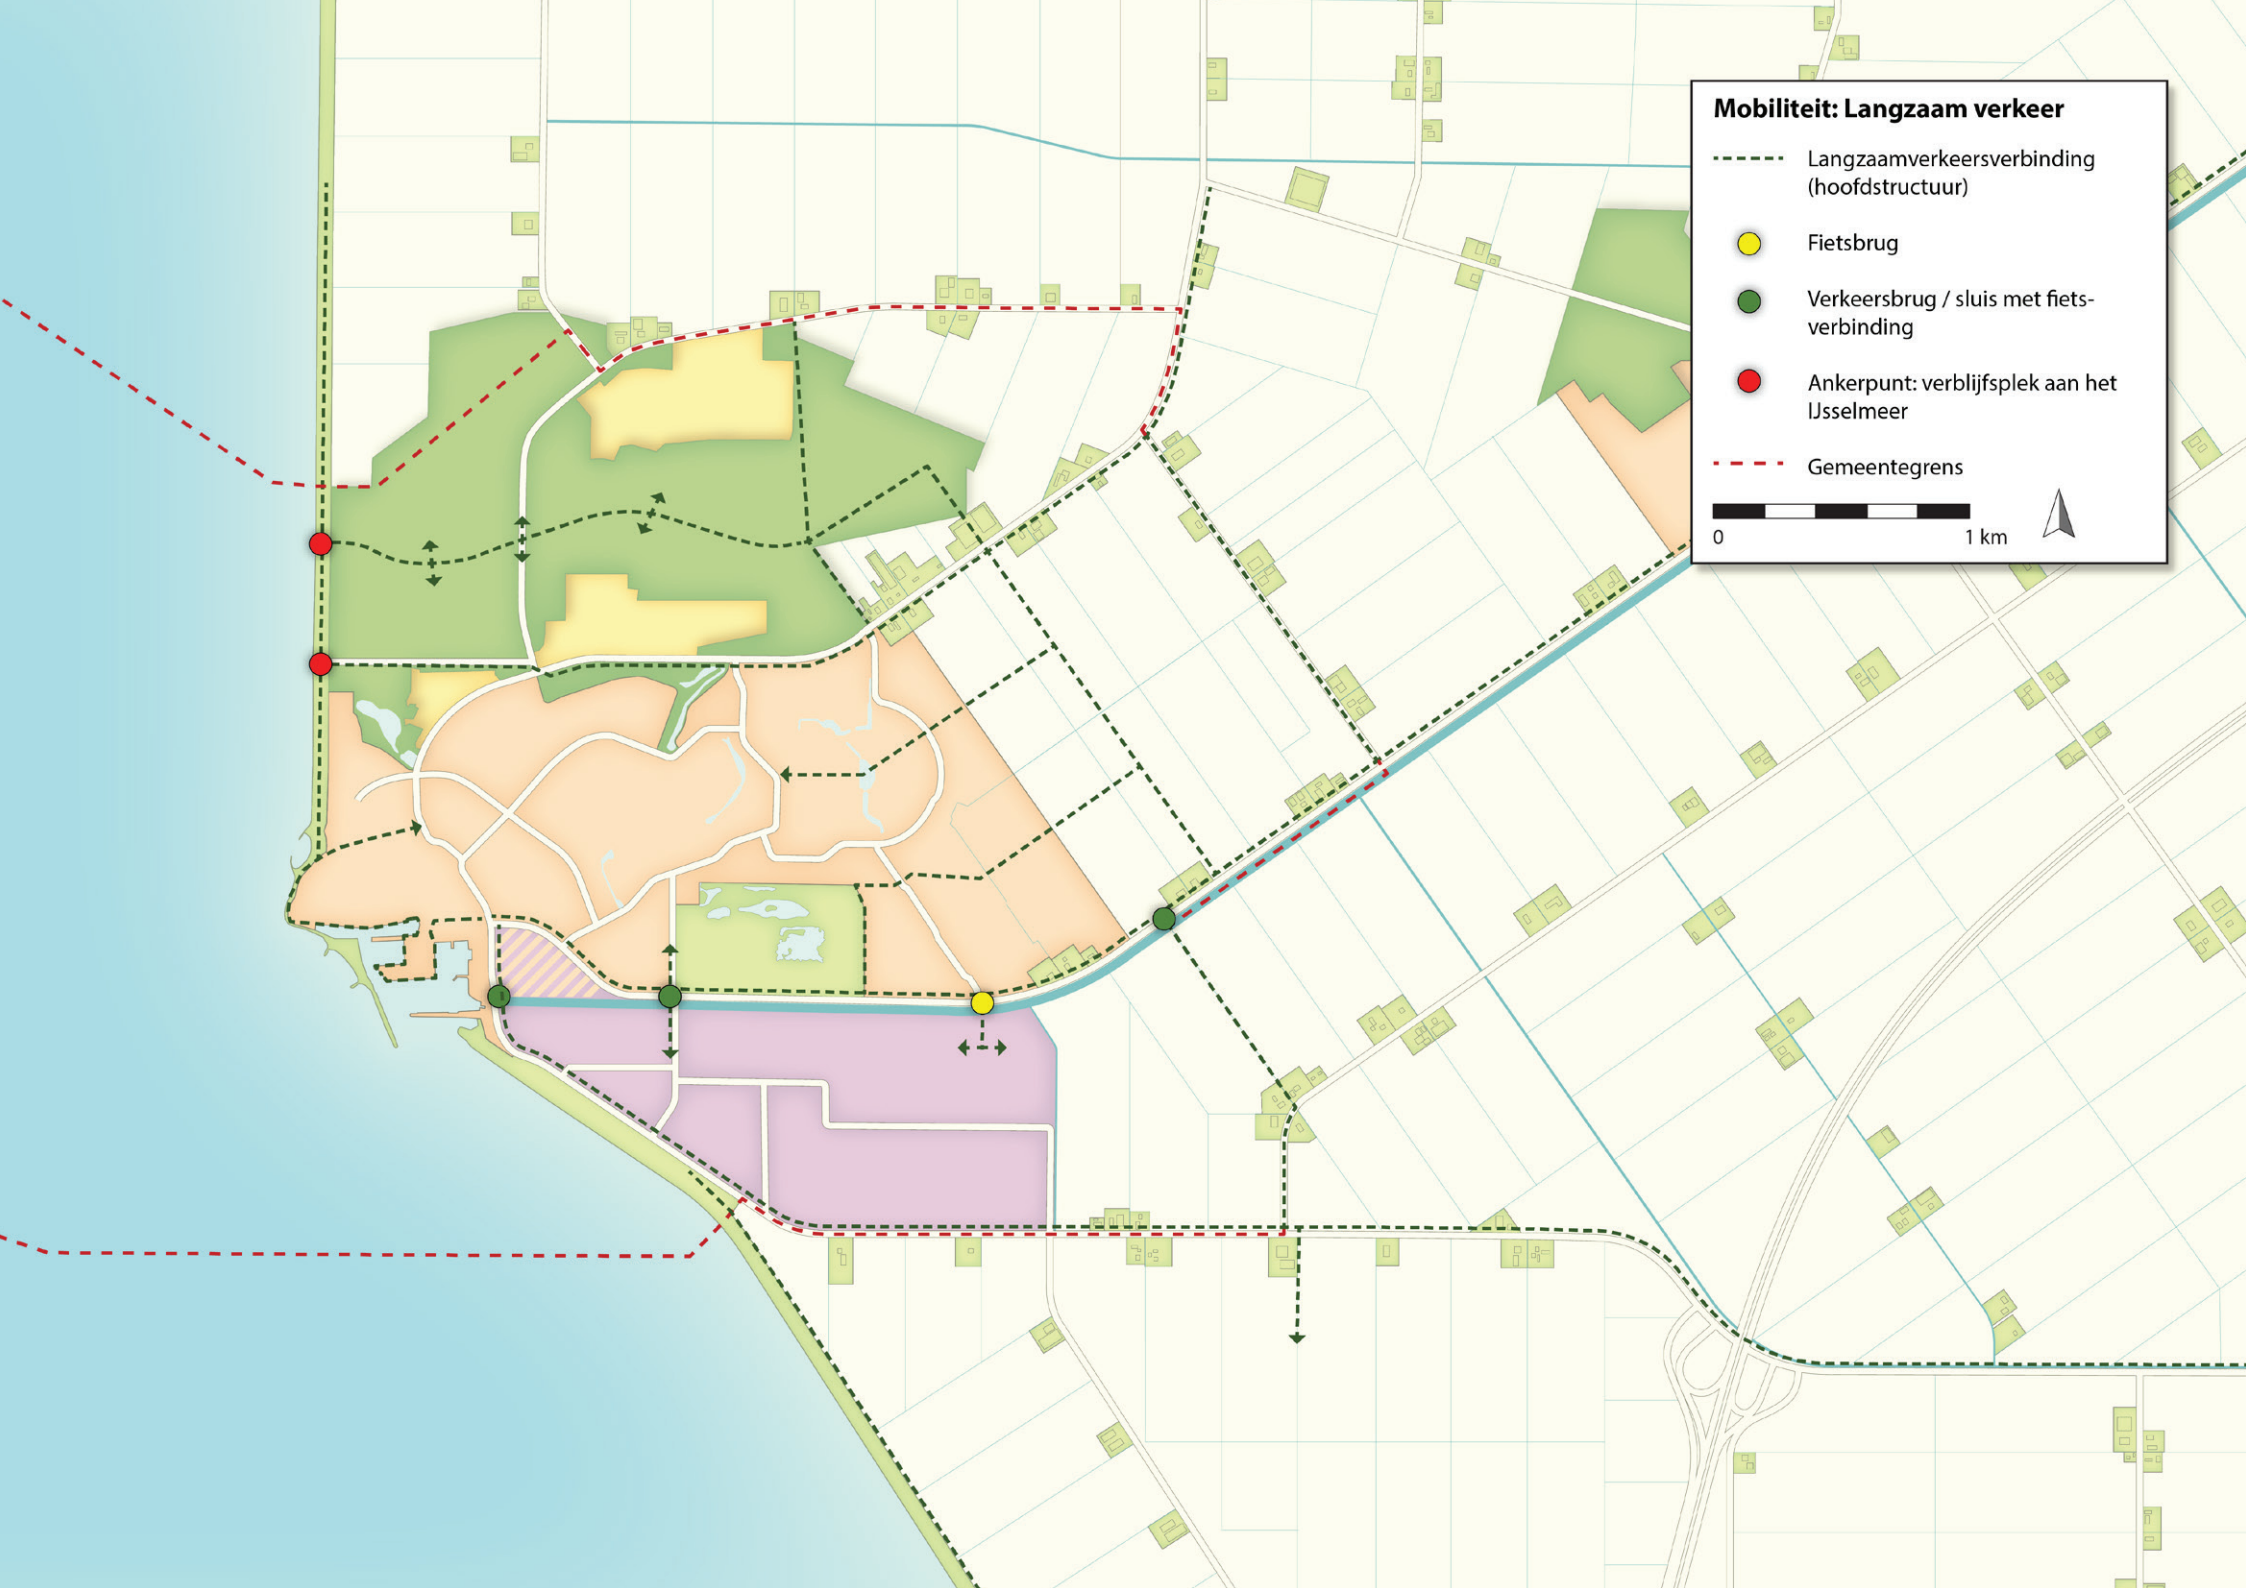 Mobiliteit: Langzaam verkeer
Langzaamverkeersverbinding
(hoofdstructuur)
Fietsbrug
Verkeersbrug / sluis met fiets-
verbinding
Ankerpunt: verblijfsplek aan het
IJsselmeer
Gemeentegrens
0 1 km